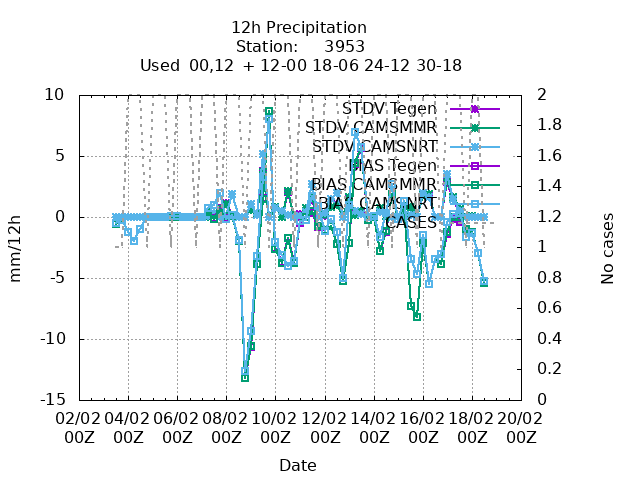 12h Precipitation
Station: 3953
Used 00,12 + 12-00 18-06 24-12 30-18
10
5
0
-5
-10
-15
mm/12h
2
1.8
1.6
1.4
1.2
1
0.8
0.6
0.4
0.2
0
No cases
STDV Tegen
STDV CAMSMMR
STDV CAMSNRT
BIAS Tegen
BIAS CAMSMMR
BIAS CAMSNRT
CASES
02/02 04/02 06/02 08/02 10/02 12/02 14/02 16/02 18/02 20/02
00Z 00Z 00Z 00Z 00Z 00Z 00Z 00Z 00Z 00Z
Date